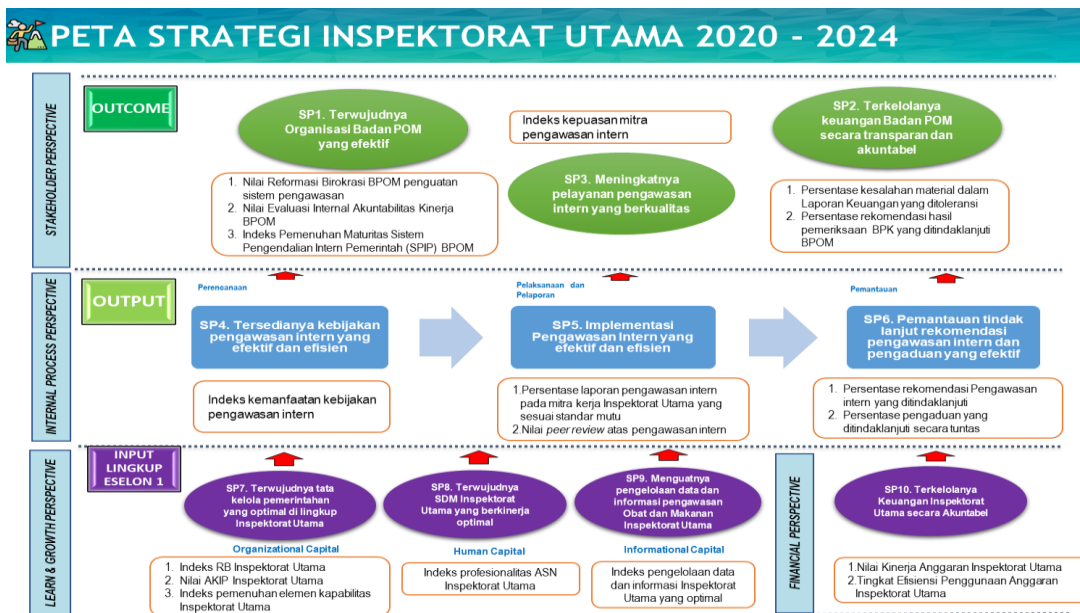 PETA STRATEGI INSPEKTORAT UTAMA 2020 - 2024
STAKEHOLDER PERSPECTIVE
OUTCOME
SP1. Terwujudnya
Organisasi Badan POM
yang efektif
1. Nilai Reformasi Birokrasi BPOM penguatan
sistem pengawasan
2. Nilai Evaluasi Internal Akuntabilitas Kinerja
BPOM
3. Indeks Pemenuhan Maturitas Sistem
Pengendalian Intern Pemerintah (SPIP) BPOM
Indeks kepuasan mitra
pengawasan intern
SP3. Meningkatnya
pelayanan pengawasan
intern yang berkualitas
SP2. Terkelolanya
keuangan Badan POM
secara transparan dan
akuntabel
1. Persentase kesalahan material dalam
Laporan Keuangan yang ditoleransi
2. Persentase rekomendasi hasil
pemeriksaan BPK yang ditindaklanjuti
BPOM
INTERNAL PROCESS PERSPECTIVE
OUTPUT
Perencanaan
SP4. Tersedianya kebijakan
pengawasan intern yang
efektif dan efisien
Indeks kemanfaatan kebijakan
pengawasan intern
Pelaksanaan dan
Pelaporan
SP5. Implementasi
Pengawasan Intern yang
efektif dan efisien
1.Persentase laporan pengawasan intern
pada mitra kerja Inspektorat Utama yang
sesuai standar mutu
2.Nilai peer review atas pengawasan intern
Pemantauan
SP6. Pemantauan tindak
lanjut rekomendasi
pengawasan intern dan
pengaduan yang efektif
1. Persentase rekomendasi Pengawasan
intern yang ditindaklanjuti
2. Persentase pengaduan yang
ditindaklanjuti secara tuntas
LEARN & GROWTH PERSPECTIVE
INPUT
LINGKUP
ESELON 1
SP7. Terwujudnya tata
kelola pemerintahan
yang optimal di lingkup
Inspektorat Utama
Organizational Capital
1. Indeks RB Inspektorat Utama
2. Nilai AKIP Inspektorat Utama
3. Indeks pemenuhan elemen kapabilitas
Inspektorat Utama
SP8. Terwujudnya
SDM Inspektorat
Utama yang berkinerja
optimal
Human Capital
Indeks profesionalitas ASN
Inspektorat Utama
SP9. Menguatnya
pengelolaan data dan
informasi pengawasan
Obat dan Makanan
Inspektorat Utama
Informational Capital
Indeks pengelolaan data
dan informasi Inspektorat
Utama yang optimal
FINANCIAL PERSPECTIVE
SP10. Terkelolanya
Keuangan Inspektorat
Utama secara Akuntabel
1.Nilai Kinerja Anggaran Inspektorat Utama
2.Tingkat Efisiensi Penggunaan Anggaran
Inspektorat Utama